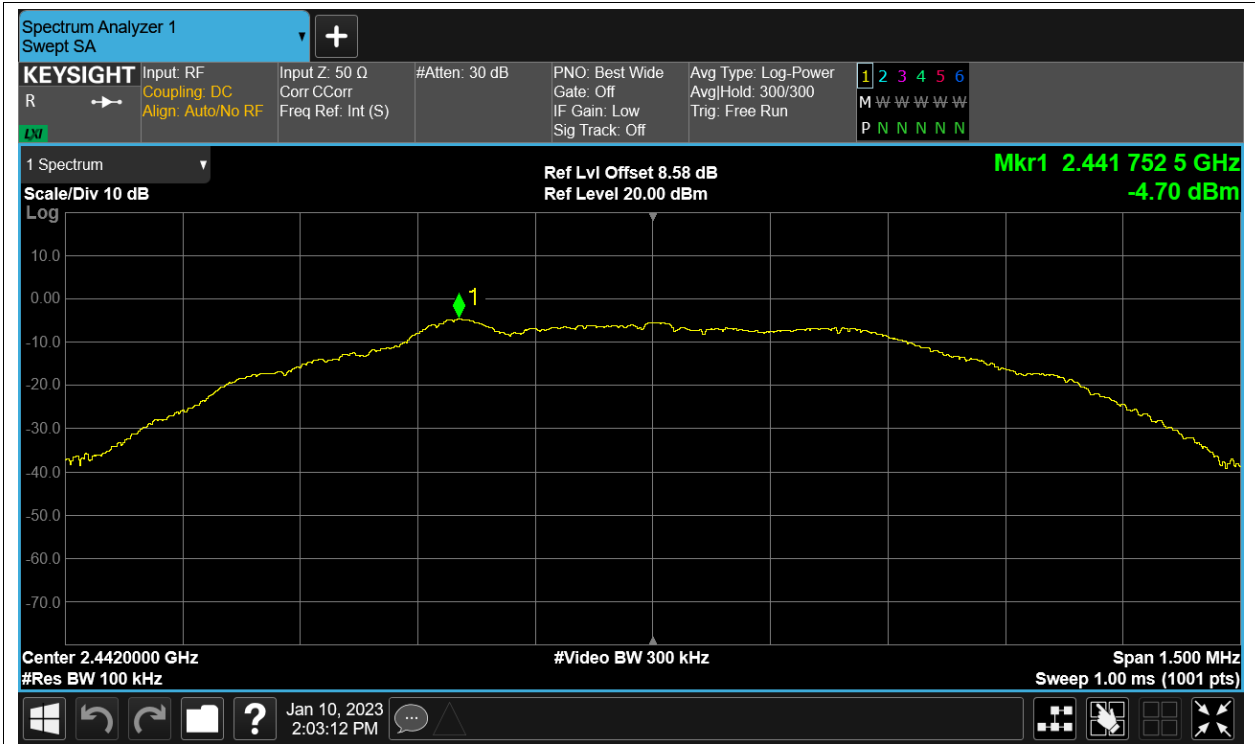 Spectrum Analyzer 1
Swept SA
KEYSIGHT
R
LXI
Input: RF
Coupling: DC
Align: Auto/No RF
Input Z: 50 Ω
Corr CCorr
Freq Ref: Int (S)
#Atten: 30 dB
PNO: Best Wide
Gate: Off
IF Gain: Low
Sig Track: Off
Avg Type: Log-Power
Avg|Hold: 300/300
Trig: Free Run
1 2 3 4 5 6
M W W W W W
P N N N N N
1 Spectrum
Scale/Div 10 dB
Log
Ref Lvl Offset 8.58 dB
Ref Level 20.00 dBm
Mkr1 2.441 752 5 GHz
-4.70 dBm
10.0
0.00
1
-10.0
-20.0
-30.0
-40.0
-50.0
-60.0
-70.0
Center 2.4420000 GHz
#Video BW 300 kHz
Span 1.500 MHz
#Res BW 100 kHz
Sweep 1.00 ms (1001 pts)
?
Jan 10, 2023
2:03:12 PM